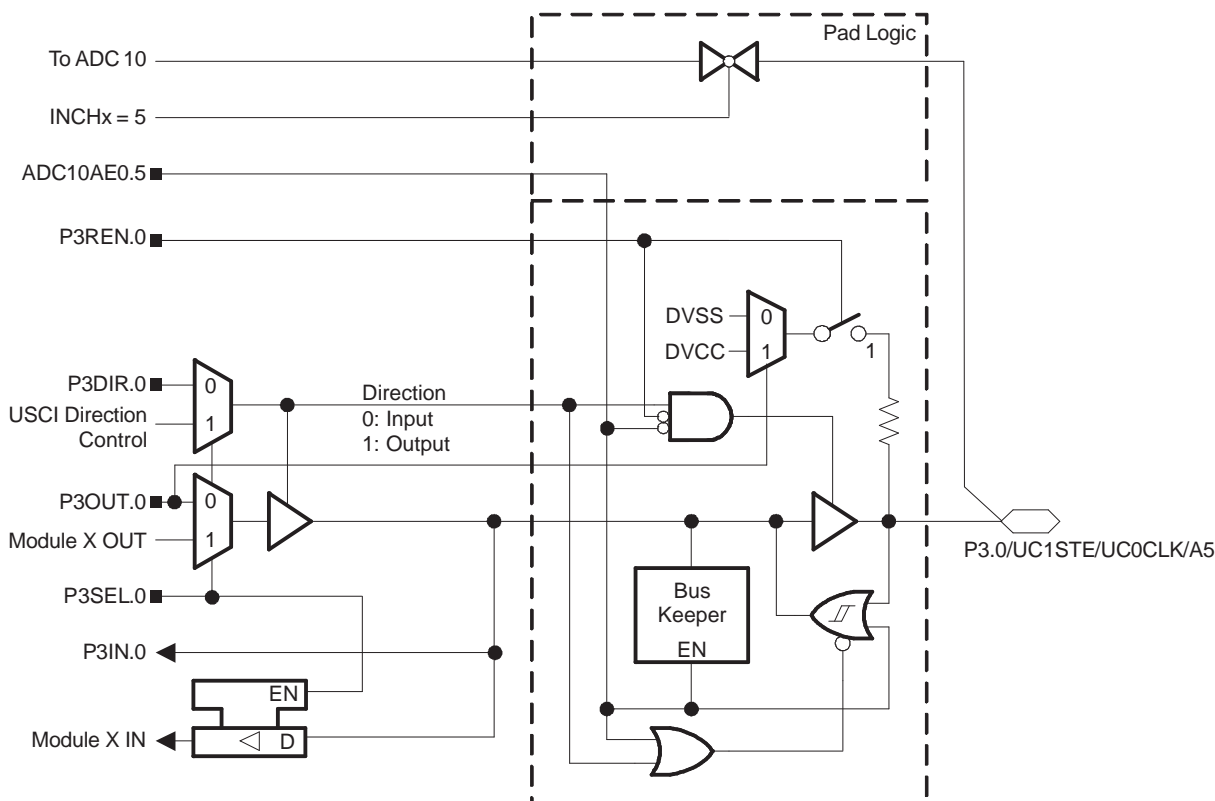 Pad Logic
To ADC 10
INCHx = 5
ADC10AE0.5
P3REN.0
DVSS
0
DVCC
1
1
P3DIR.0
0
USCI Direction
Control
1
Direction
0: Input
1: Output
P3OUT.0
0
Module X OUT
1
P3SEL.0
P3IN.0
EN
Module X IN
D
Bus
Keeper
EN
P3.0/UC1STE/UC0CLK/A5